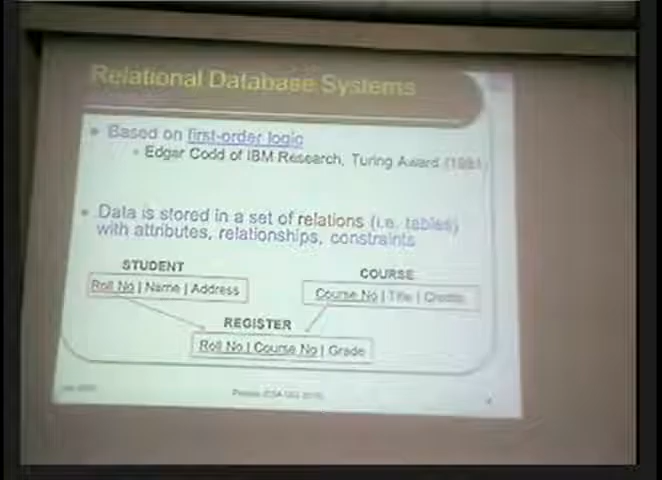 Relational Database Systems
Based on first-order logic
Edgar Codd of IBM Research, Turing Award (1981)
Data is stored in a set of relations (i.e. tables)
with attributes, relationships, constraints
STUDENT
Roll No | Name | Address
COURSE
Course No | Title | Credits
REGISTER
Roll No | Course No | Grade